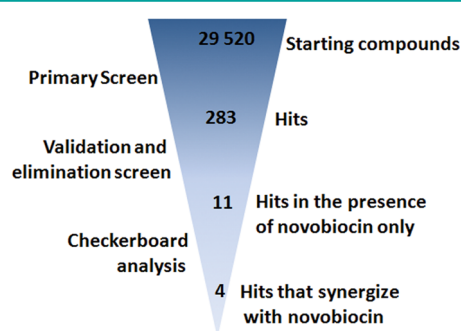 29 520
Starting compounds
Primary Screen
283
Hits
Validation and
elimination screen
11
Hits in the presence
of novobiocin only
Checkerboard
analysis
4
Hits that synergize
with novobiocin